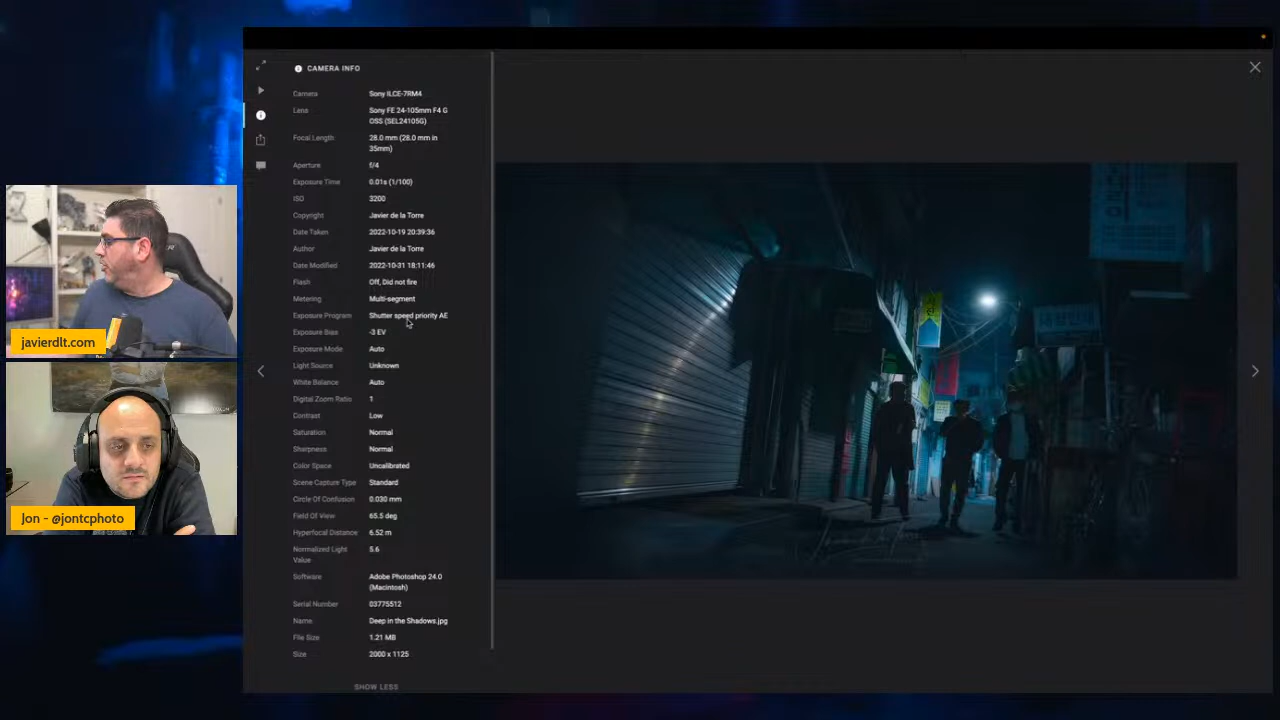 CAMERA INFO
Camera Sony ILCE-7RM4
Lens Sony FE 24-105mm F4 G
OSS (SEL24105G)
Focal Length 28.0 mm (28.0 mm in
35mm)
Aperture f/4
Exposure Time 0.01s (1/100)
ISO 3200
Copyright Javier de la Torre
Date Taken 2022-10-19 20:39:36
Author Javier de la Torre
Date Modified 2022-10-31 18:11:46
Flash Off, Did not fire
Metering Multi-segment
Exposure Program Shutter speed priority AE
Exposure Bias -3 EV
Exposure Mode Auto
Light Source Unknown
White Balance Auto
Digital Zoom Ratio 1
Contrast Low
Saturation Normal
Sharpness Normal
Color Space Uncalibrated
Scene Capture Type Standard
Circle Of Confusion 0.030 mm
Field Of View 65.5 deg
Hyperfocal Distance 6.52 m
Normalized Light 5.6
Value
Software Adobe Photoshop 24.0
(Macintosh)
Serial Number 03775512
Name Deep in the Shadows.jpg
File Size 1.21 MB
Size 2000 x 1125
SHOW LESS
javierdlt.com
Jon - @jontcphoto